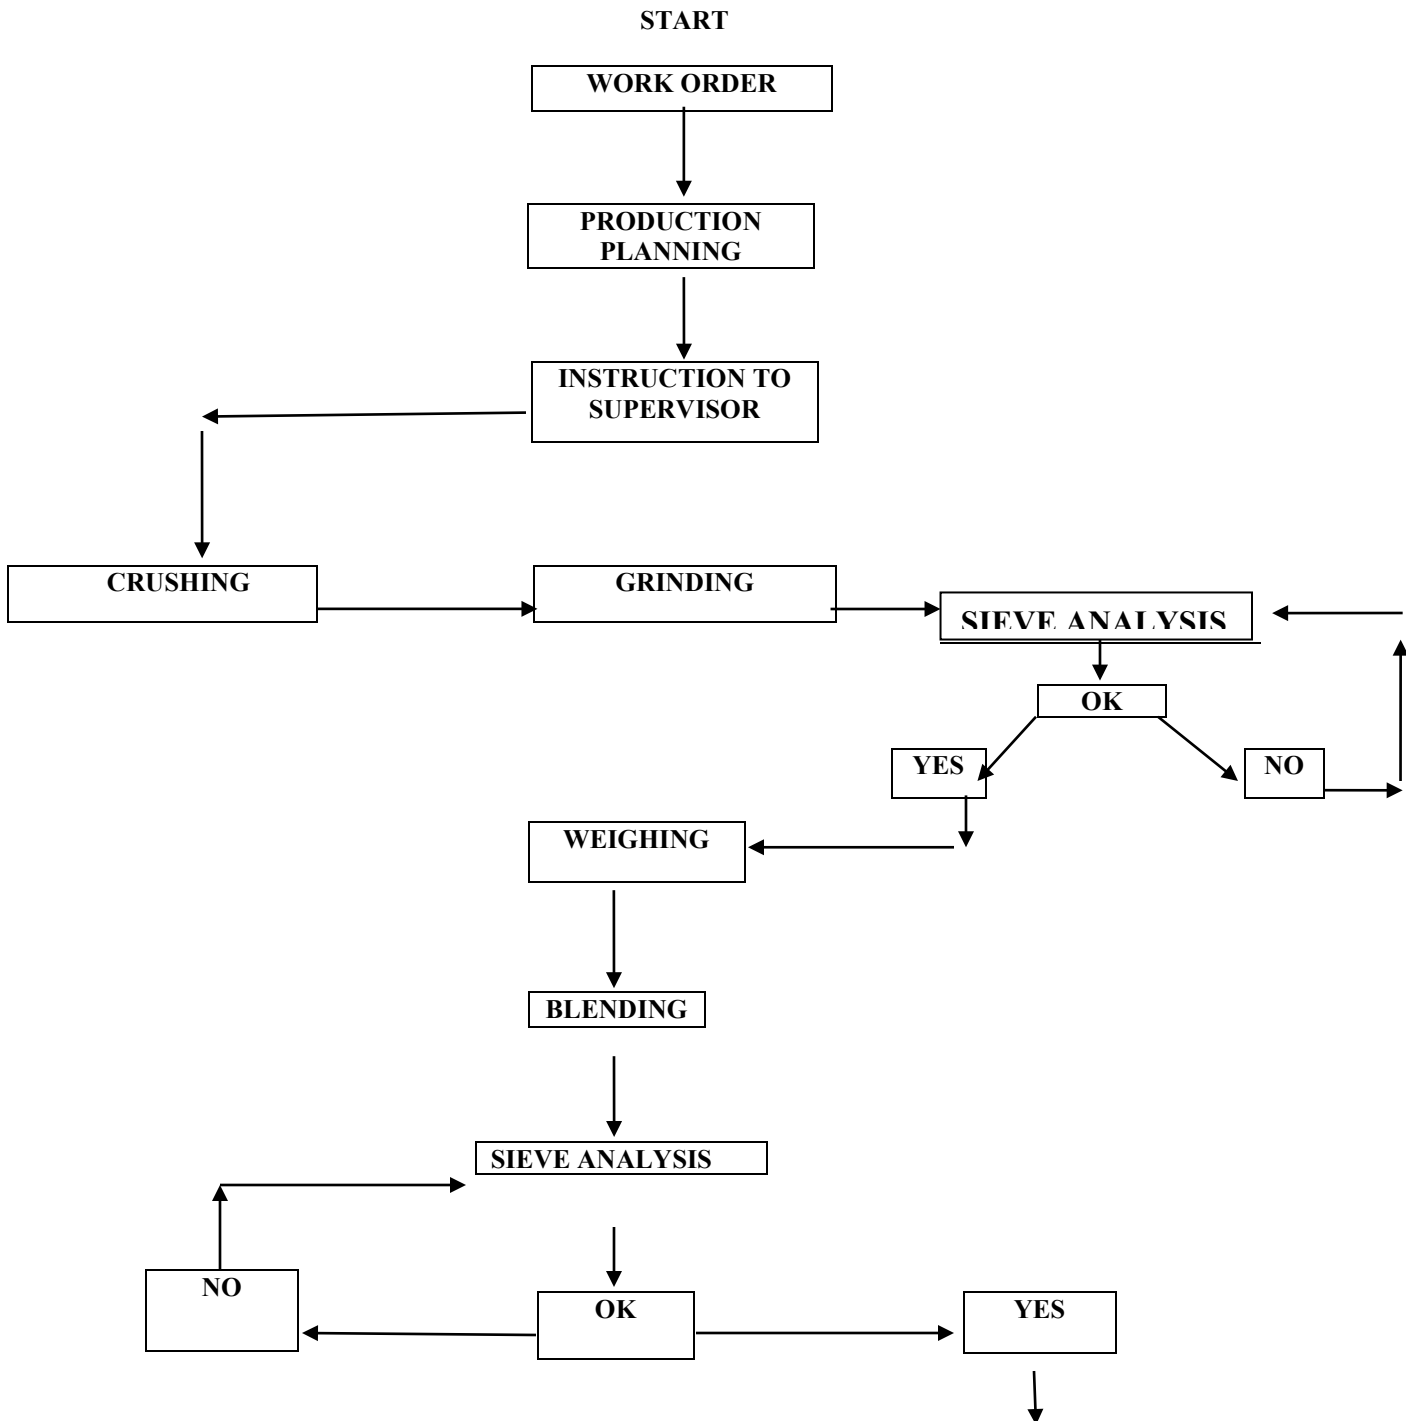 START
WORK ORDER
PRODUCTION
PLANNING
INSTRUCTION TO
SUPERVISOR
CRUSHING
GRINDING
SIEVE ANALYSIS
OK
YES
NO
WEIGHING
BLENDING
SIEVE ANALYSIS
NO
OK
YES